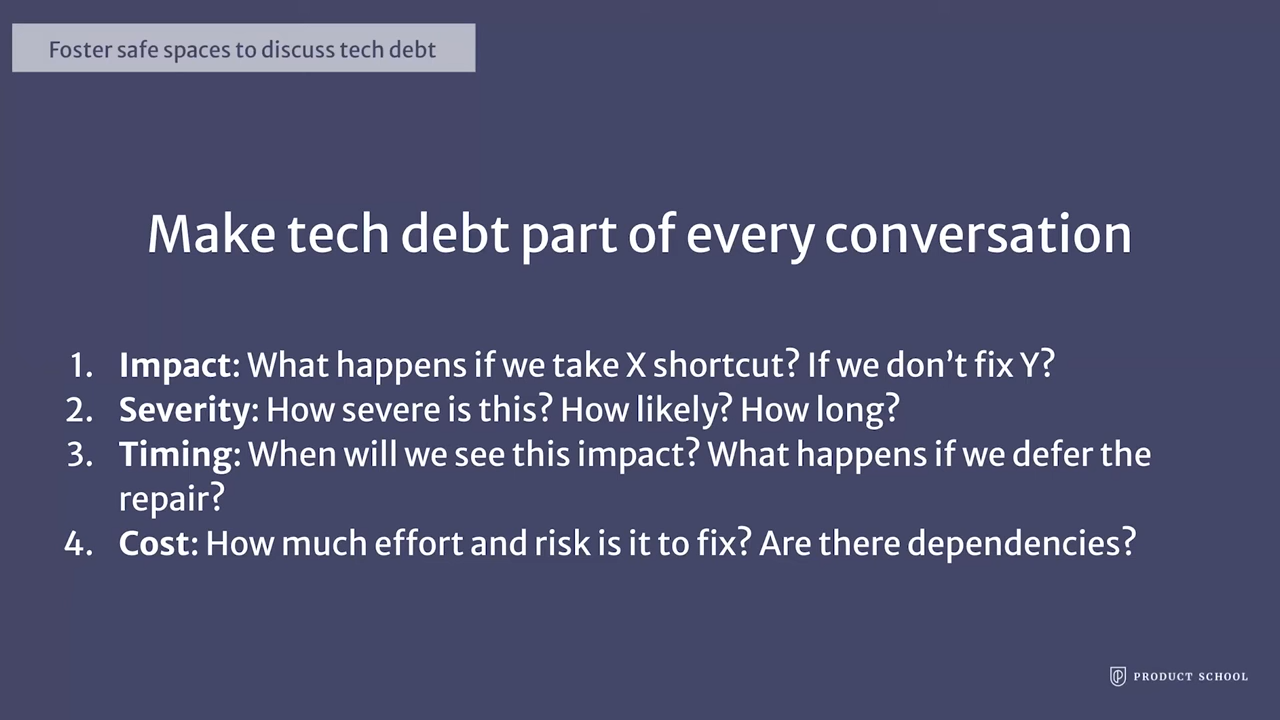 Foster safe spaces to discuss tech debt
Make tech debt part of every conversation
1. Impact: What happens if we take X shortcut? If we don’t fix Y?
2. Severity: How severe is this? How likely? How long?
3. Timing: When will we see this impact? What happens if we defer the
repair?
4. Cost: How much effort and risk is it to fix? Are there dependencies?
PRODUCT SCHOOL